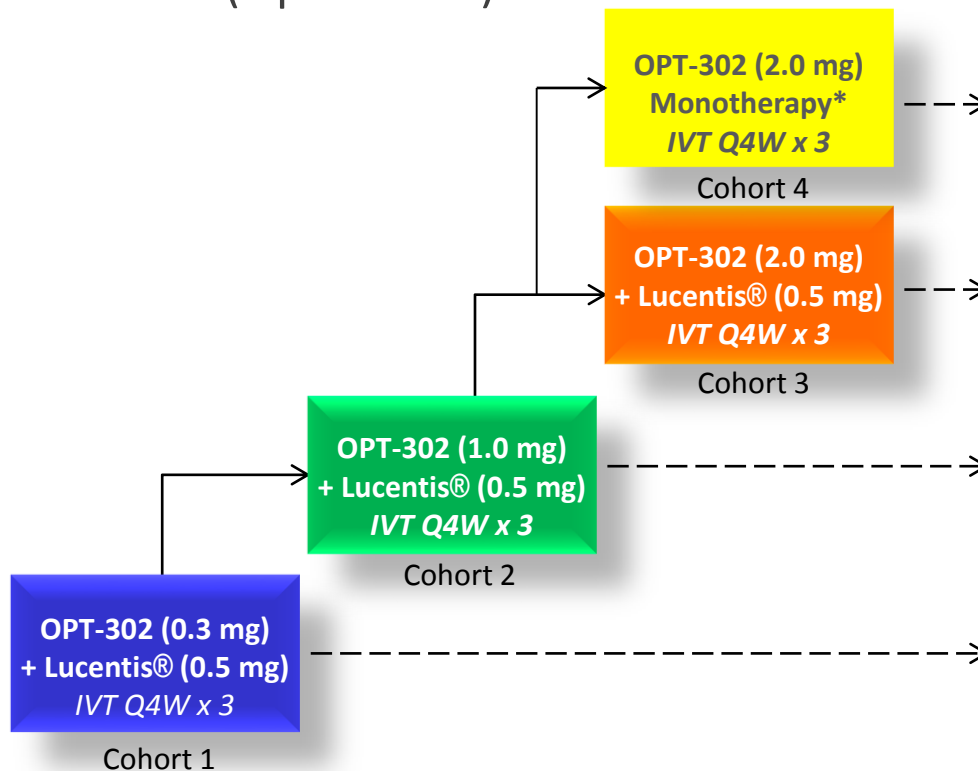 OPT-302 (2.0 mg)
Monotherapy*
IVT Q4W x 3
Cohort 4
OPT-302 (2.0 mg)
+ Lucentis® (0.5 mg)
IVT Q4W x 3
Cohort 3
OPT-302 (1.0 mg)
+ Lucentis® (0.5 mg)
IVT Q4W x 3
Cohort 2
OPT-302 (0.3 mg)
+ Lucentis® (0.5 mg)
IVT Q4W x 3
Cohort 1